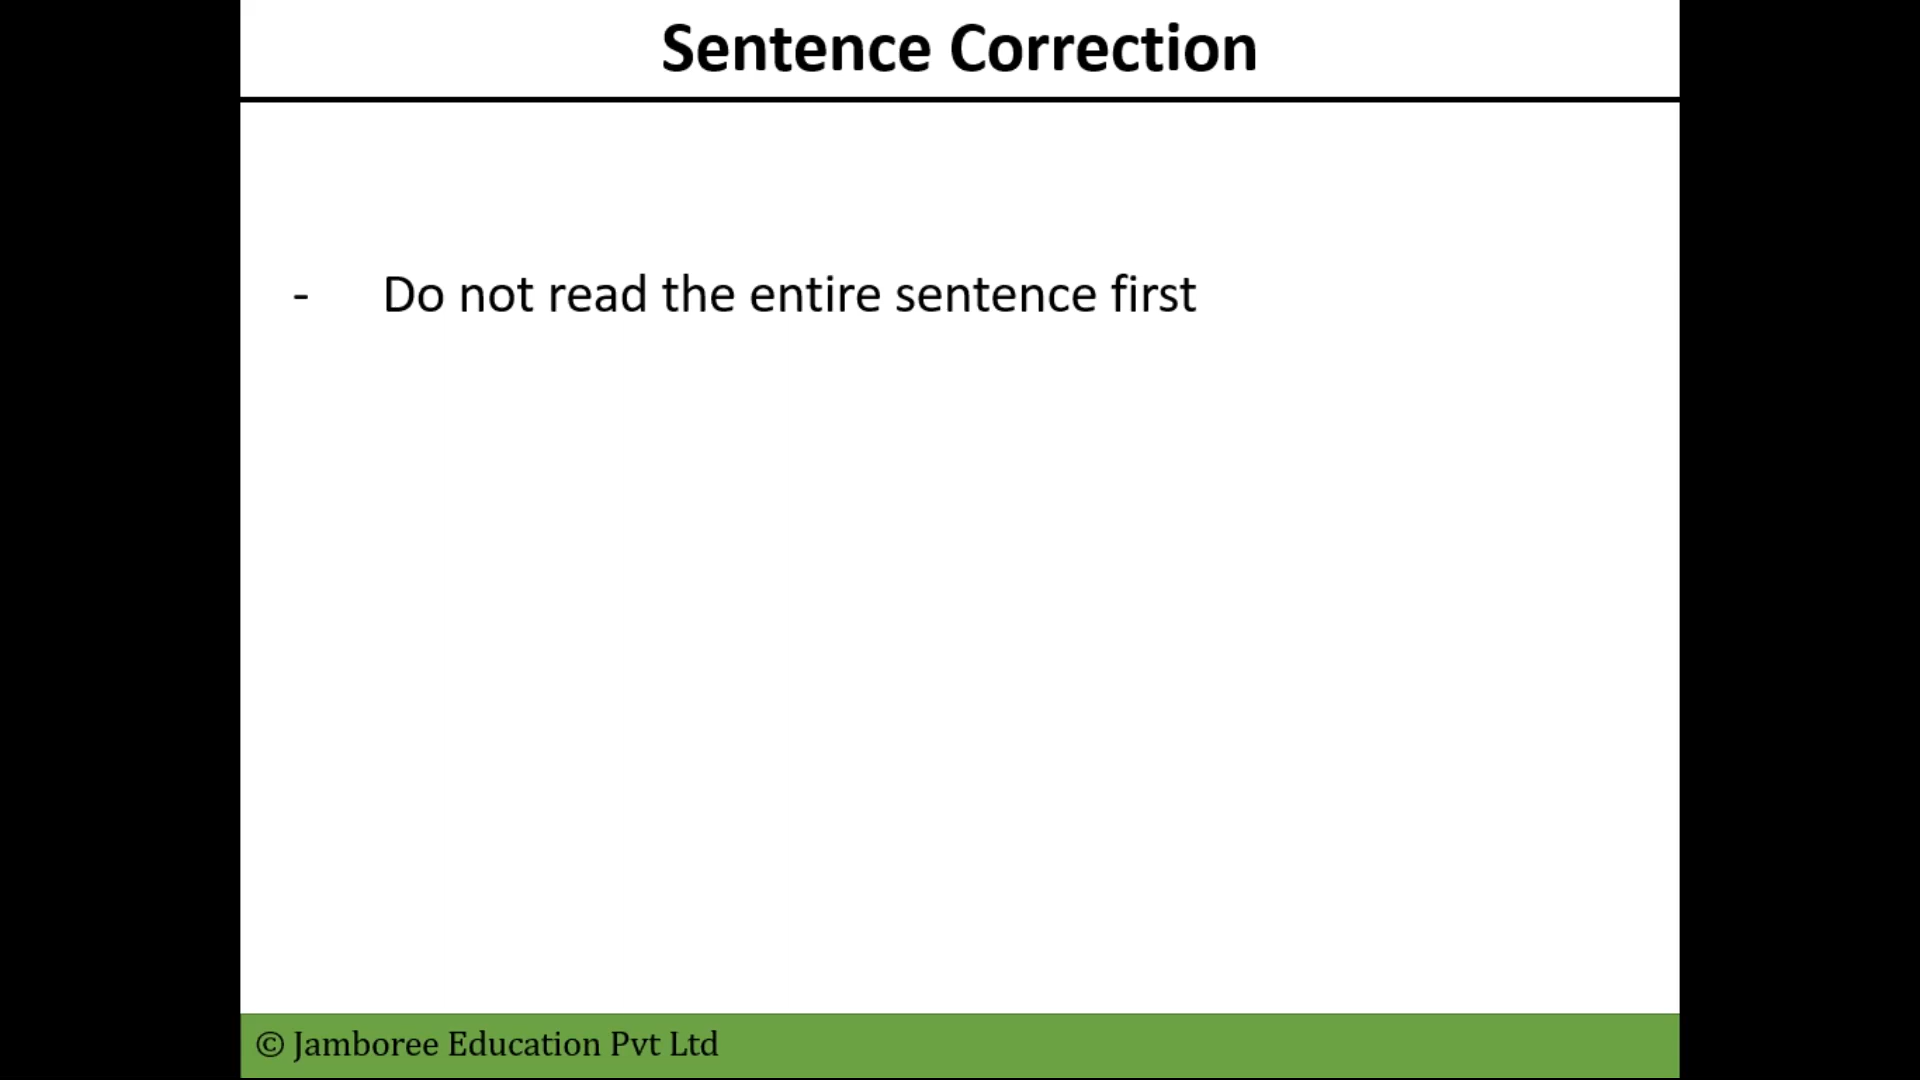 Sentence Correction
- Do not read the entire sentence first
© Jamboree Education Pvt Ltd